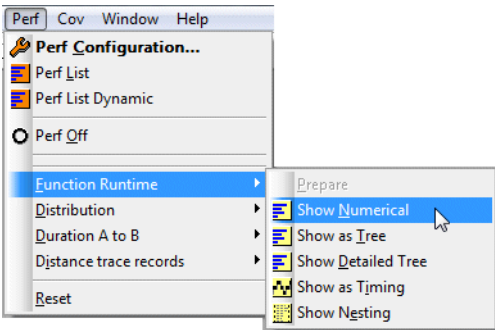 Perf Cov Window Help
Perf Configuration...
Perf List
Perf List Dynamic
Perf Off
Function Runtime
Distribution
Duration A to B
Distance trace records
Reset
Prepare
Show Numerical
Show as Tree
Show Detailed Tree
Show as Timing
Show Nesting